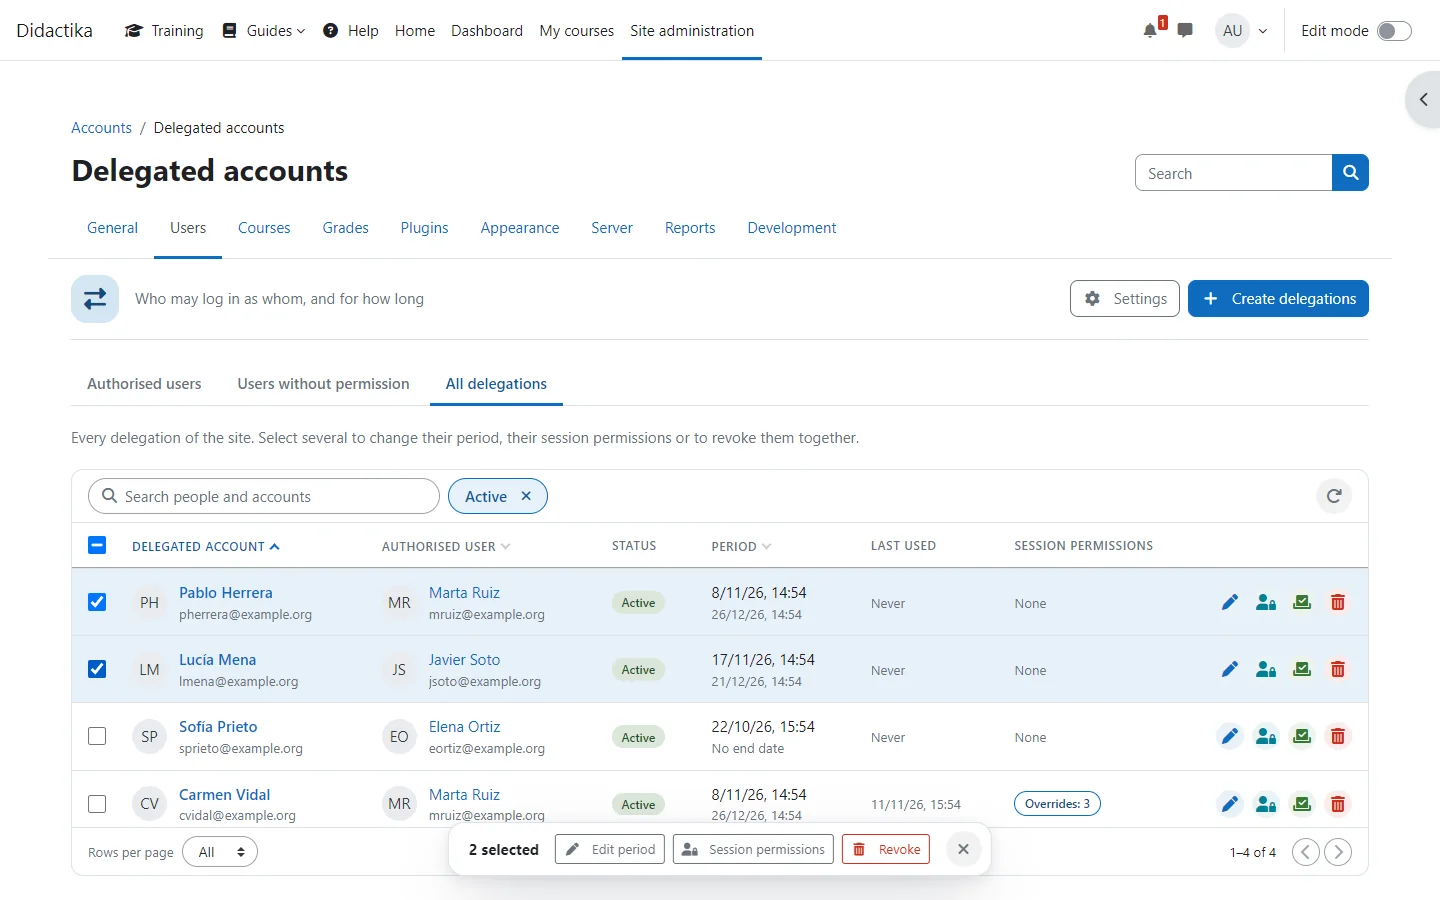 Didactika Training Guides Help Home Dashboard My courses Site administration 1 AU Edit mode
Accounts / Delegated accounts
Delegated accounts
Search
General Users Courses Grades Plugins Appearance Server Reports Development
Who may log in as whom, and for how long Settings Create delegations
Authorised users Users without permission All delegations
Every delegation of the site. Select several to change their period, their session permissions or to revoke them together.
Search people and accounts Active
DELEGATED ACCOUNT AUTHORISED USER STATUS PERIOD LAST USED SESSION PERMISSIONS
PH Pablo Herrera MR Marta Ruiz Active 8/11/26, 14:54 Never None
pherrera@example.org mruiz@example.org 26/12/26, 14:54
LM Lucía Mena JS Javier Soto Active 17/11/26, 14:54 Never None
lmena@example.org jsoto@example.org 21/12/26, 14:54
SP Sofía Prieto EO Elena Ortiz Active 22/10/26, 15:54 Never None
sprieto@example.org eortiz@example.org No end date
CV Carmen Vidal MR Marta Ruiz Active 8/11/26, 14:54 11/11/26, 15:54 Overrides: 3
cvidal@example.org mruiz@example.org 26/12/26, 14:54
Rows per page All 2 selected Edit period Session permissions Revoke 1–4 of 4